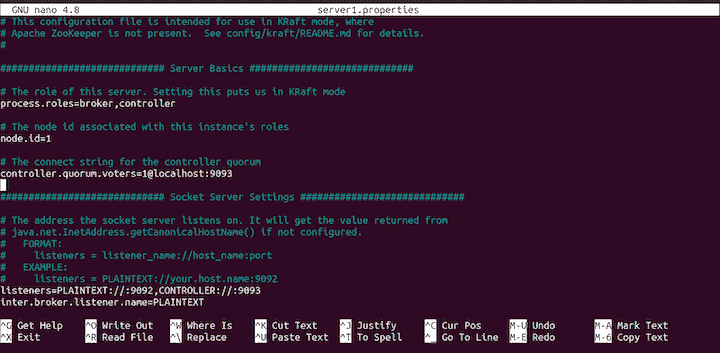 GNU nano 4.8 server1.properties
# This configuration file is intended for use in KRaft mode, where
# Apache ZooKeeper is not present.  See config/kraft/README.md for details.
#
############################# Server Basics #############################
# The role of this server. Setting this puts us in KRaft mode
process.roles=broker,controller
# The node id associated with this instance's roles
node.id=1
# The connect string for the controller quorum
controller.quorum.voters=1@localhost:9093
############################# Socket Server Settings #############################
# The address the socket server listens on. It will get the value returned from
# java.net.InetAddress.getCanonicalHostName() if not configured.
#   FORMAT:
#     listeners = listener_name://host_name:port
#   EXAMPLE:
#     listeners = PLAINTEXT://your.host.name:9092
listeners=PLAINTEXT://:9092,CONTROLLER://:9093
inter.broker.listener.name=PLAINTEXT
^G Get Help ^O Write Out ^W Where Is ^K Cut Text ^J Justify ^C Cur Pos M-U Undo M-A Mark Text
^X Exit ^R Read File ^\ Replace ^U Paste Text ^T To Spell ^_ Go To Line M-E Redo M-6 Copy Text